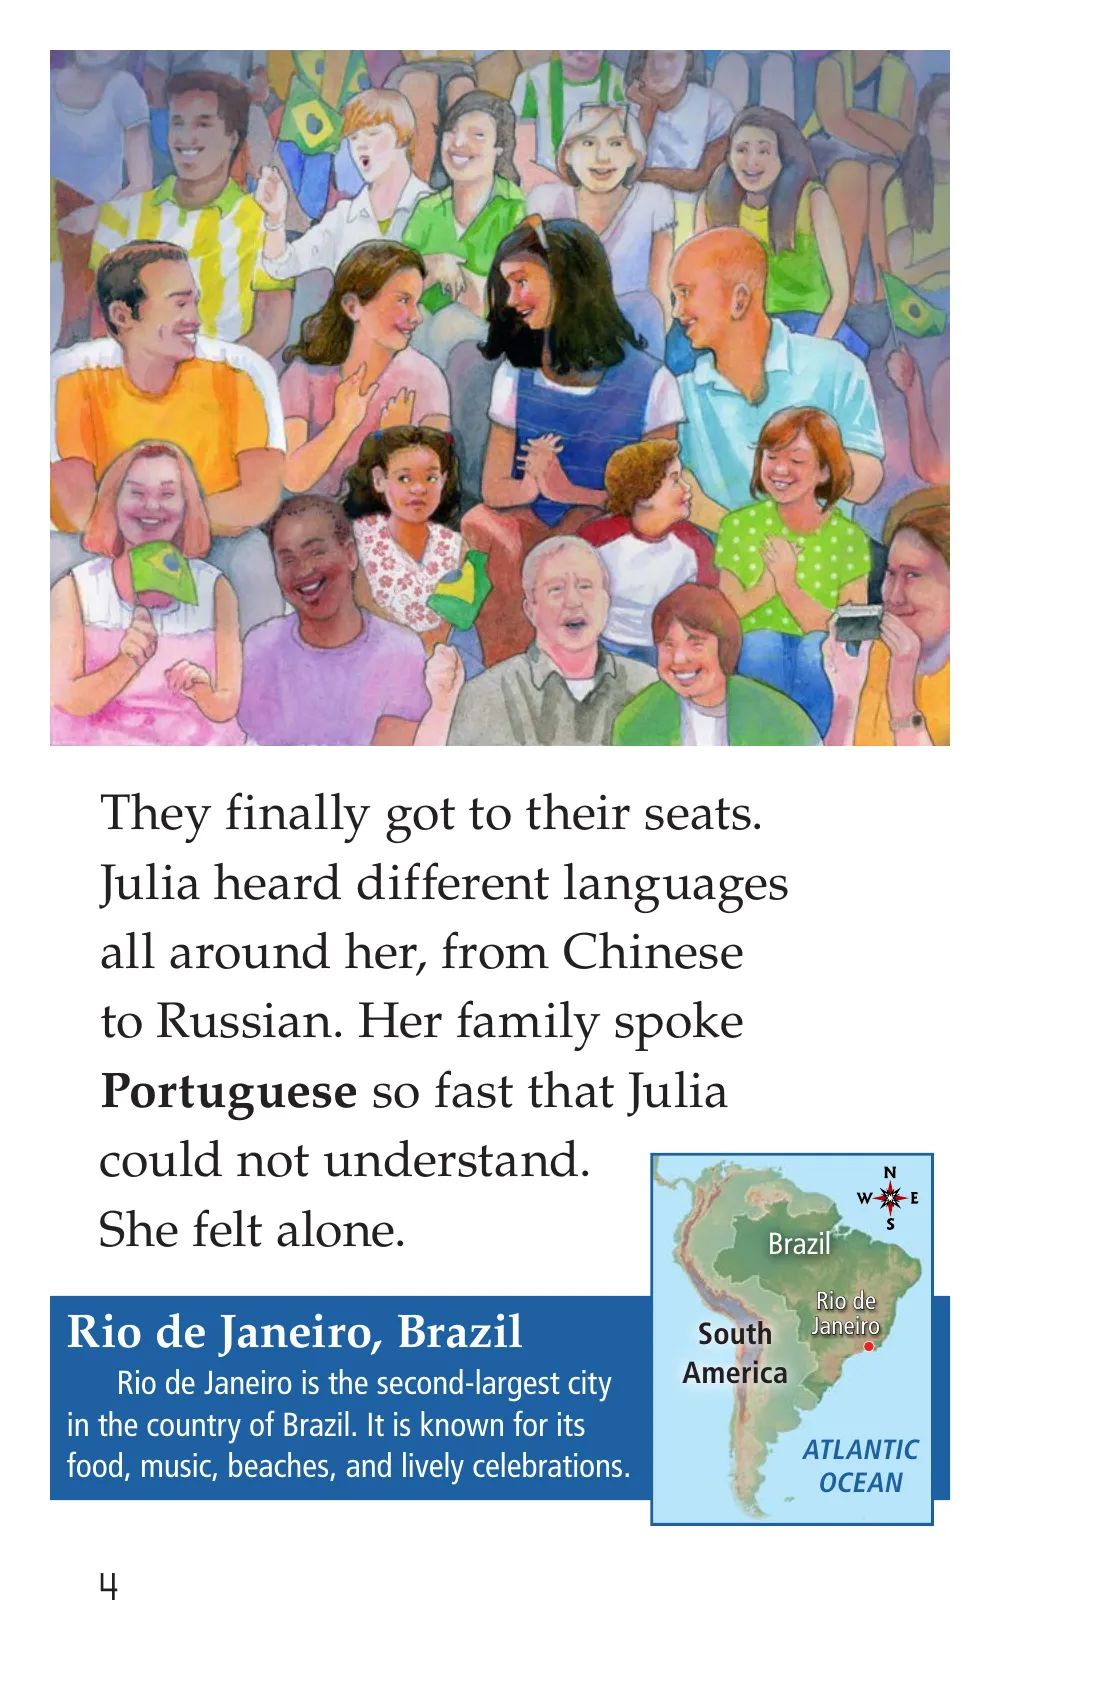 They finally got to their seats.
Julia heard different languages
all around her, from Chinese
to Russian. Her family spoke
Portuguese so fast that Julia
could not understand.
She felt alone.
Rio de Janeiro, Brazil
Rio de Janeiro is the second-largest city
in the country of Brazil. It is known for its
food, music, beaches, and lively celebrations.
N
W E
S
Brazil
Rio de
Janeiro
South
America
ATLANTIC
OCEAN
4